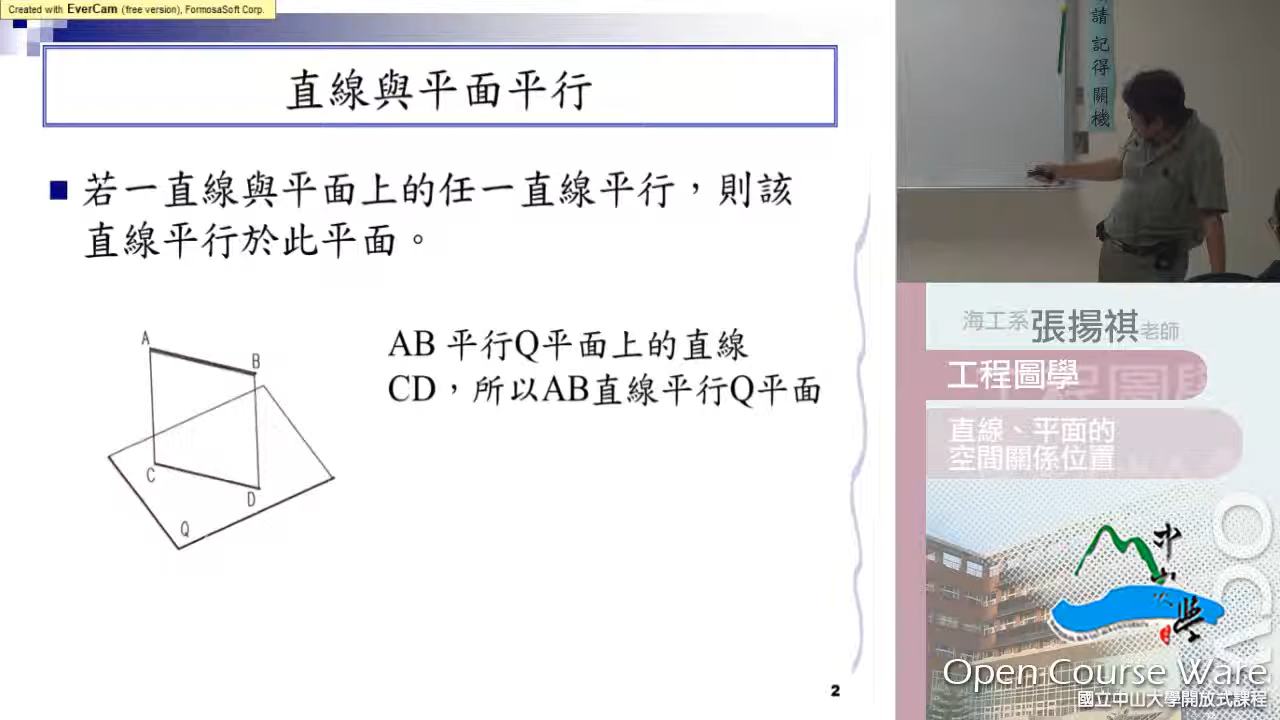 Created with EverCam (free version), FormosaSoft Corp.
直線與平面平行
若一直線與平面上的任一直線平行，則該
直線平行於此平面。
A
B
C
D
Q
AB 平行Q平面上的直線
CD，所以AB直線平行Q平面
2
請記得關機
海工系張揚祺老師
工程圖學
直線、平面的
空間關係位置
中山大學
Open Course Ware
國立中山大學開放式課程